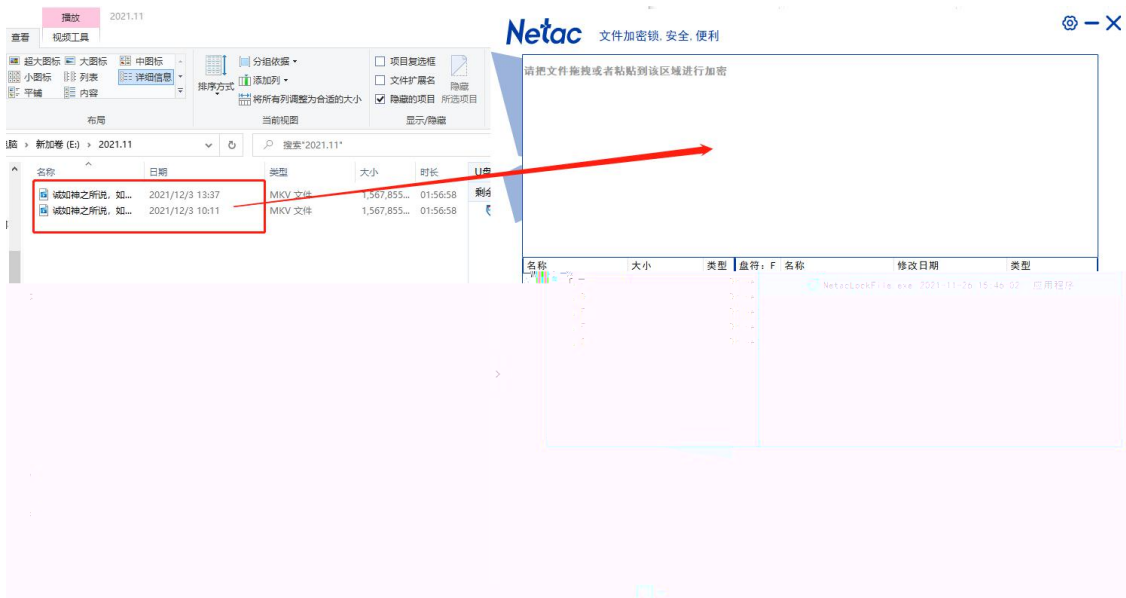 播放 2021.11
查看 视频工具
超大图标 大图标 中图标
小图标 列表 详细信息
平铺 内容
布局
排序方式
分组依据
添加列
将所有列调整为合适的大小
当前视图
项目复选框
文件扩展名
隐藏的项目
隐藏
所选项目
显示/隐藏
新加卷 (E:) › 2021.11
搜索"2021.11"
名称 日期 类型 大小 时长
诚如神之所说，如... 2021/12/3 13:37 MKV 文件 1,567,855... 01:56:58
诚如神之所说，如... 2021/12/3 10:11 MKV 文件 1,567,855... 01:56:58
Netac 文件加密锁. 安全. 便利
请把文件拖拽或者粘贴到该区域进行加密
名称 大小 类型 盘符: F 名称 修改日期 类型
NetacLockFile.exe 2021-11-26 15:46:02 应用程序